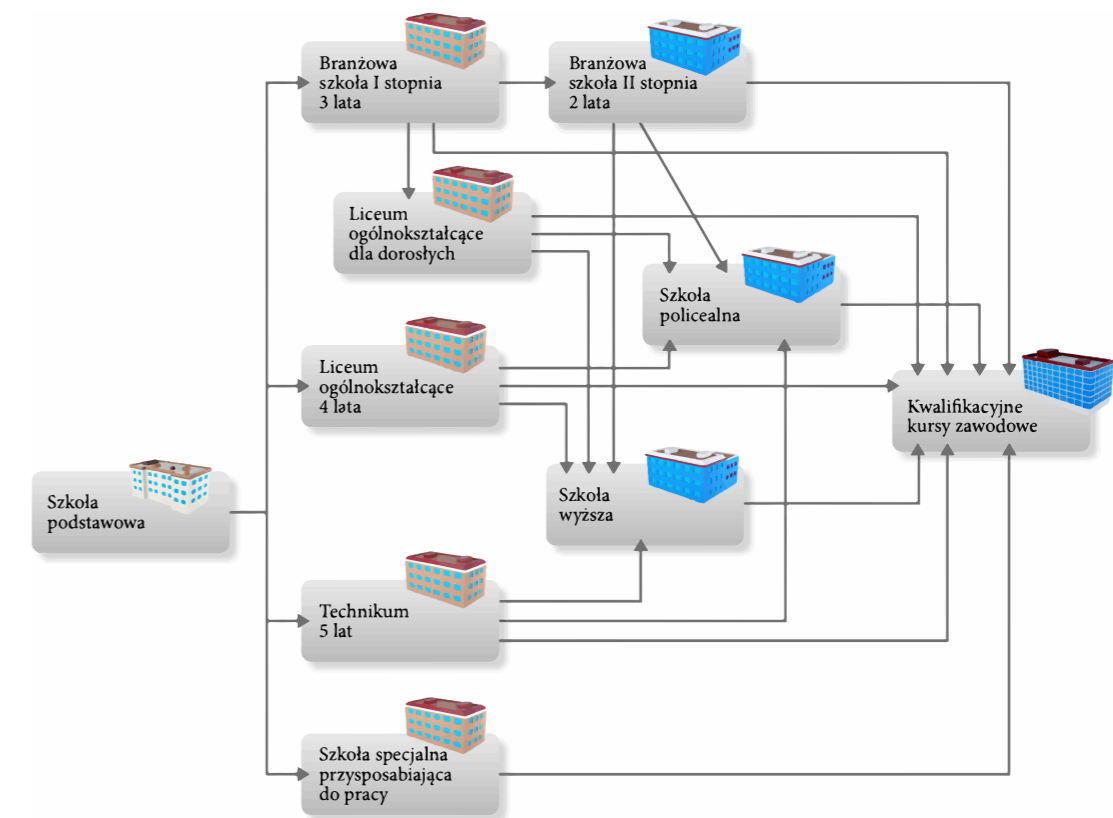 Branżowa
szkoła I stopnia
3 lata
Branżowa
szkoła II stopnia
2 lata
Liceum
ogólnokształcące
dla dorosłych
Szkoła
policealna
Liceum
ogólnokształcące
4 lata
Kwalifikacyjne
kursy zawodowe
Szkoła
podstawowa
Szkoła
wyższa
Technikum
5 lat
Szkoła specjalna
przysposabiająca
do pracy